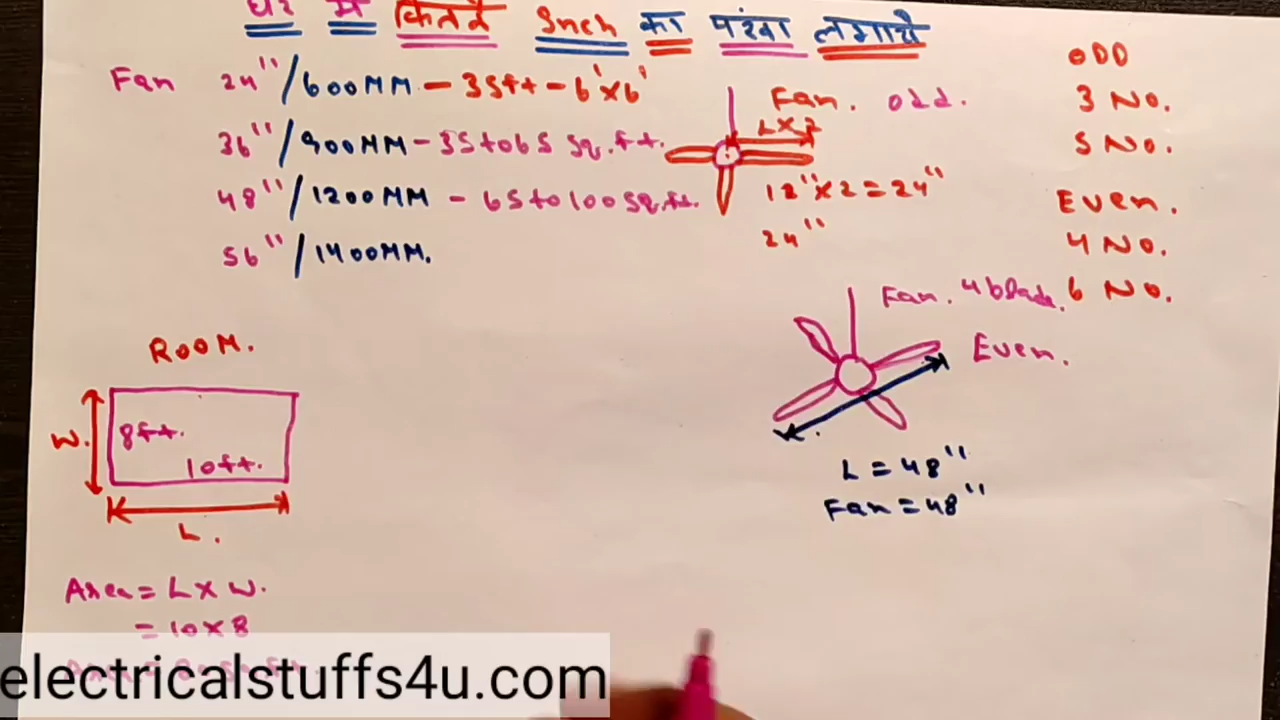 घर में कितने Inch का पंखा लगाये
Fan 24"/600MM - 35ft - 6'x6'
36"/900MM - 35to65 sq.ft.
48"/1200MM - 65to100sq.ft.
56"/1400MM.
Fan. odd.
Lx2
12"x2=24"
24"
ODD
3 No.
5 No.
Even.
4 No.
6 No.
Fan. 4blade.
Even.
L = 48"
Fan = 48"
ROOM.
W.
8ft.
10ft.
L.
Area = L x W.
= 10x8
electricalstuffs4u.com